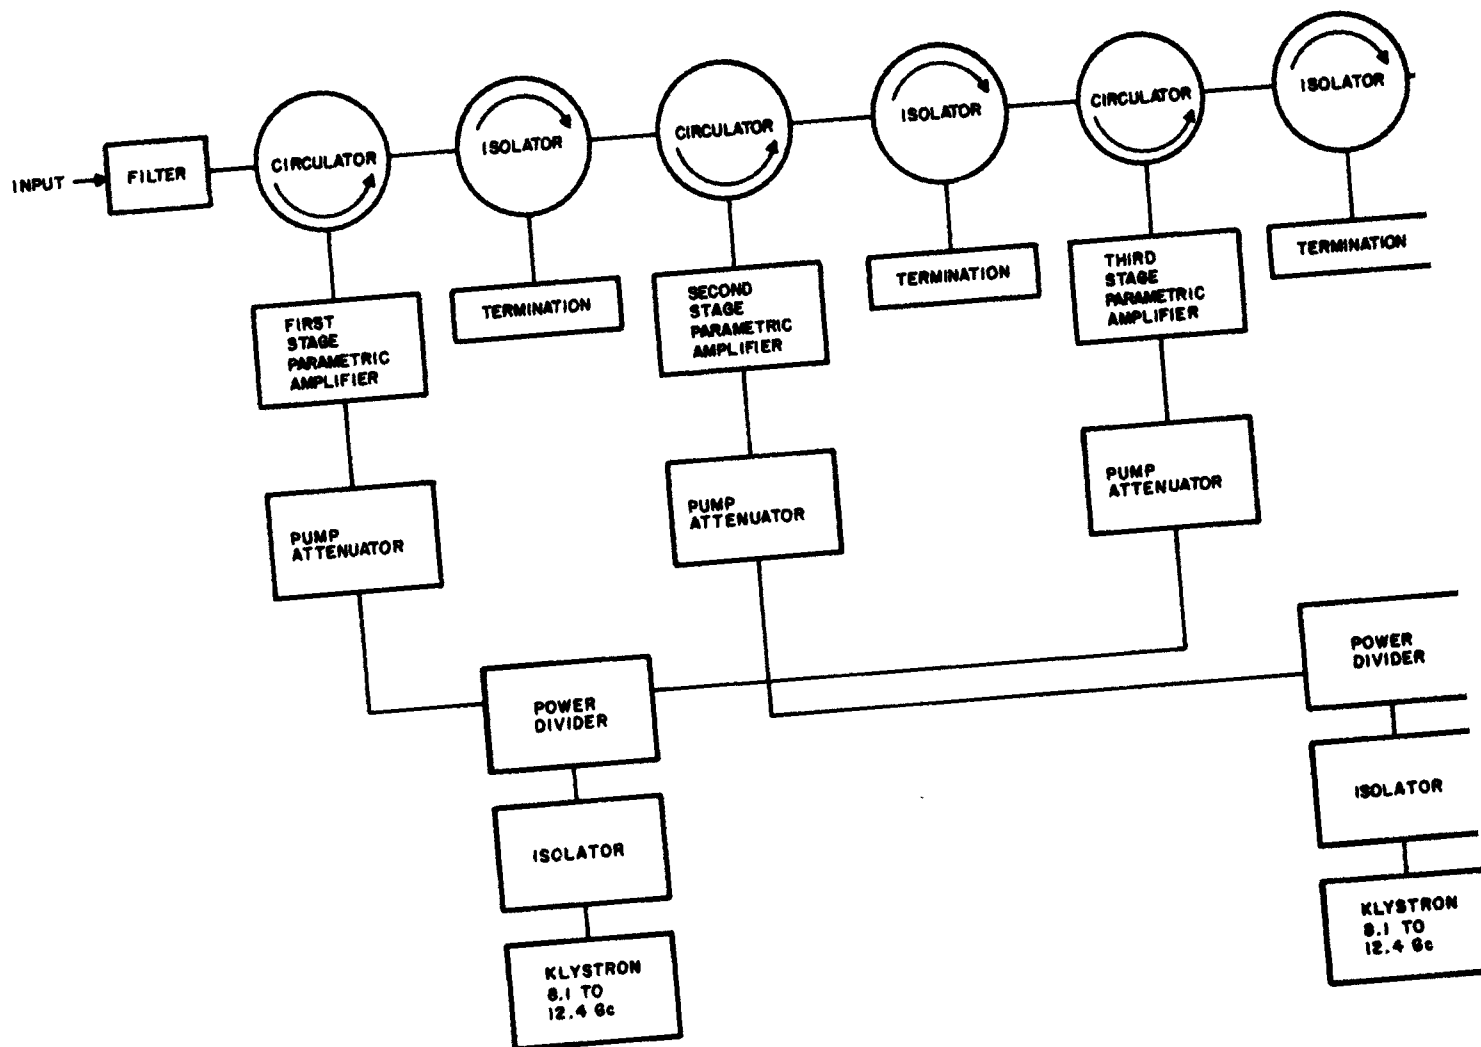 INPUT
FILTER
CIRCULATOR
ISOLATOR
CIRCULATOR
ISOLATOR
CIRCULATOR
ISOLATOR
FIRST
STAGE
PARAMETRIC
AMPLIFIER
TERMINATION
SECOND
STAGE
PARAMETRIC
AMPLIFIER
TERMINATION
THIRD
STAGE
PARAMETRIC
AMPLIFIER
TERMINATION
PUMP
ATTENUATOR
PUMP
ATTENUATOR
PUMP
ATTENUATOR
POWER
DIVIDER
POWER
DIVIDER
ISOLATOR
ISOLATOR
KLYSTRON
8.1 TO
12.4 Gc
KLYSTRON
8.1 TO
12.4 Gc